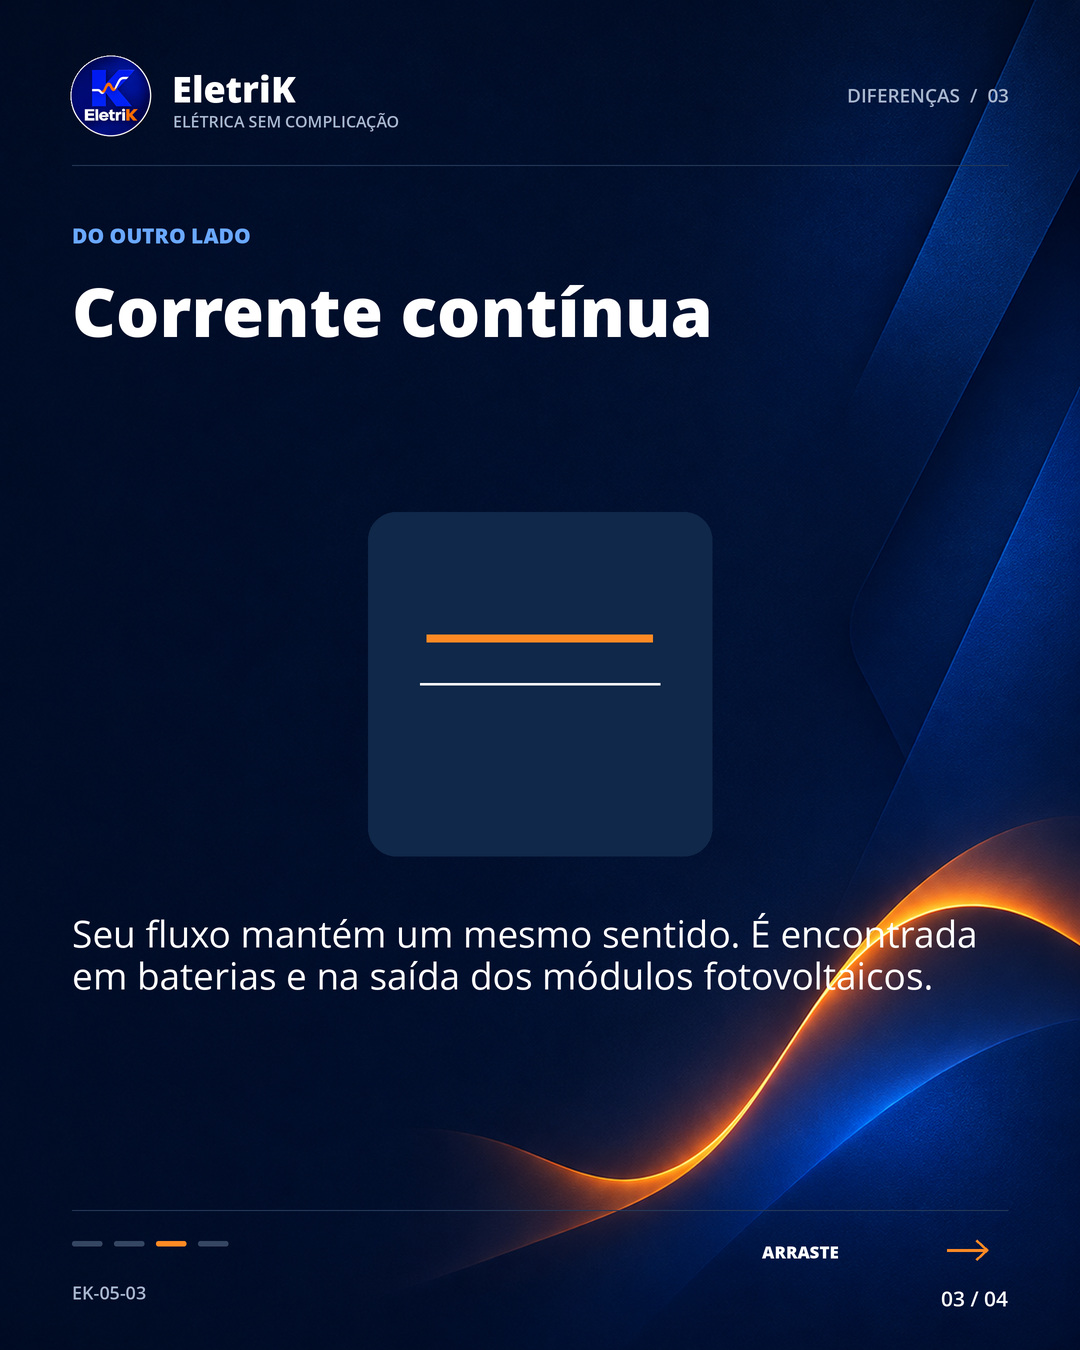 K
EletriK
EletriK
ELÉTRICA SEM COMPLICAÇÃO
DIFERENÇAS / 03
DO OUTRO LADO
Corrente contínua
Seu fluxo mantém um mesmo sentido. É encontrada
em baterias e na saída dos módulos fotovoltaicos.
ARRASTE
EK-05-03
03 / 04